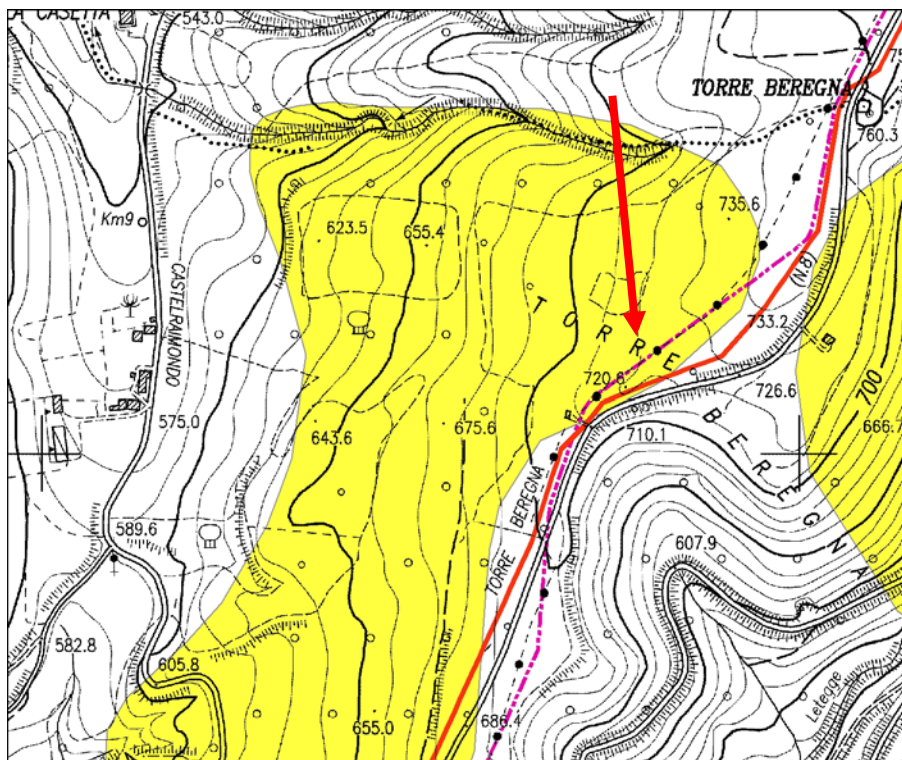 LA CASETTA
543.0
TORRE BEREGNA
760.3
Km9
735.6
623.5
655.4
CASTELRAIMONDO
TORRE
(N.8)
733.2
720.8
726.6
700
575.0
BEREGNA
643.6
675.6
710.1
666.7
TORRE BEREGNA
589.6
607.9
582.8
605.8
655.0
686.4
Letegge